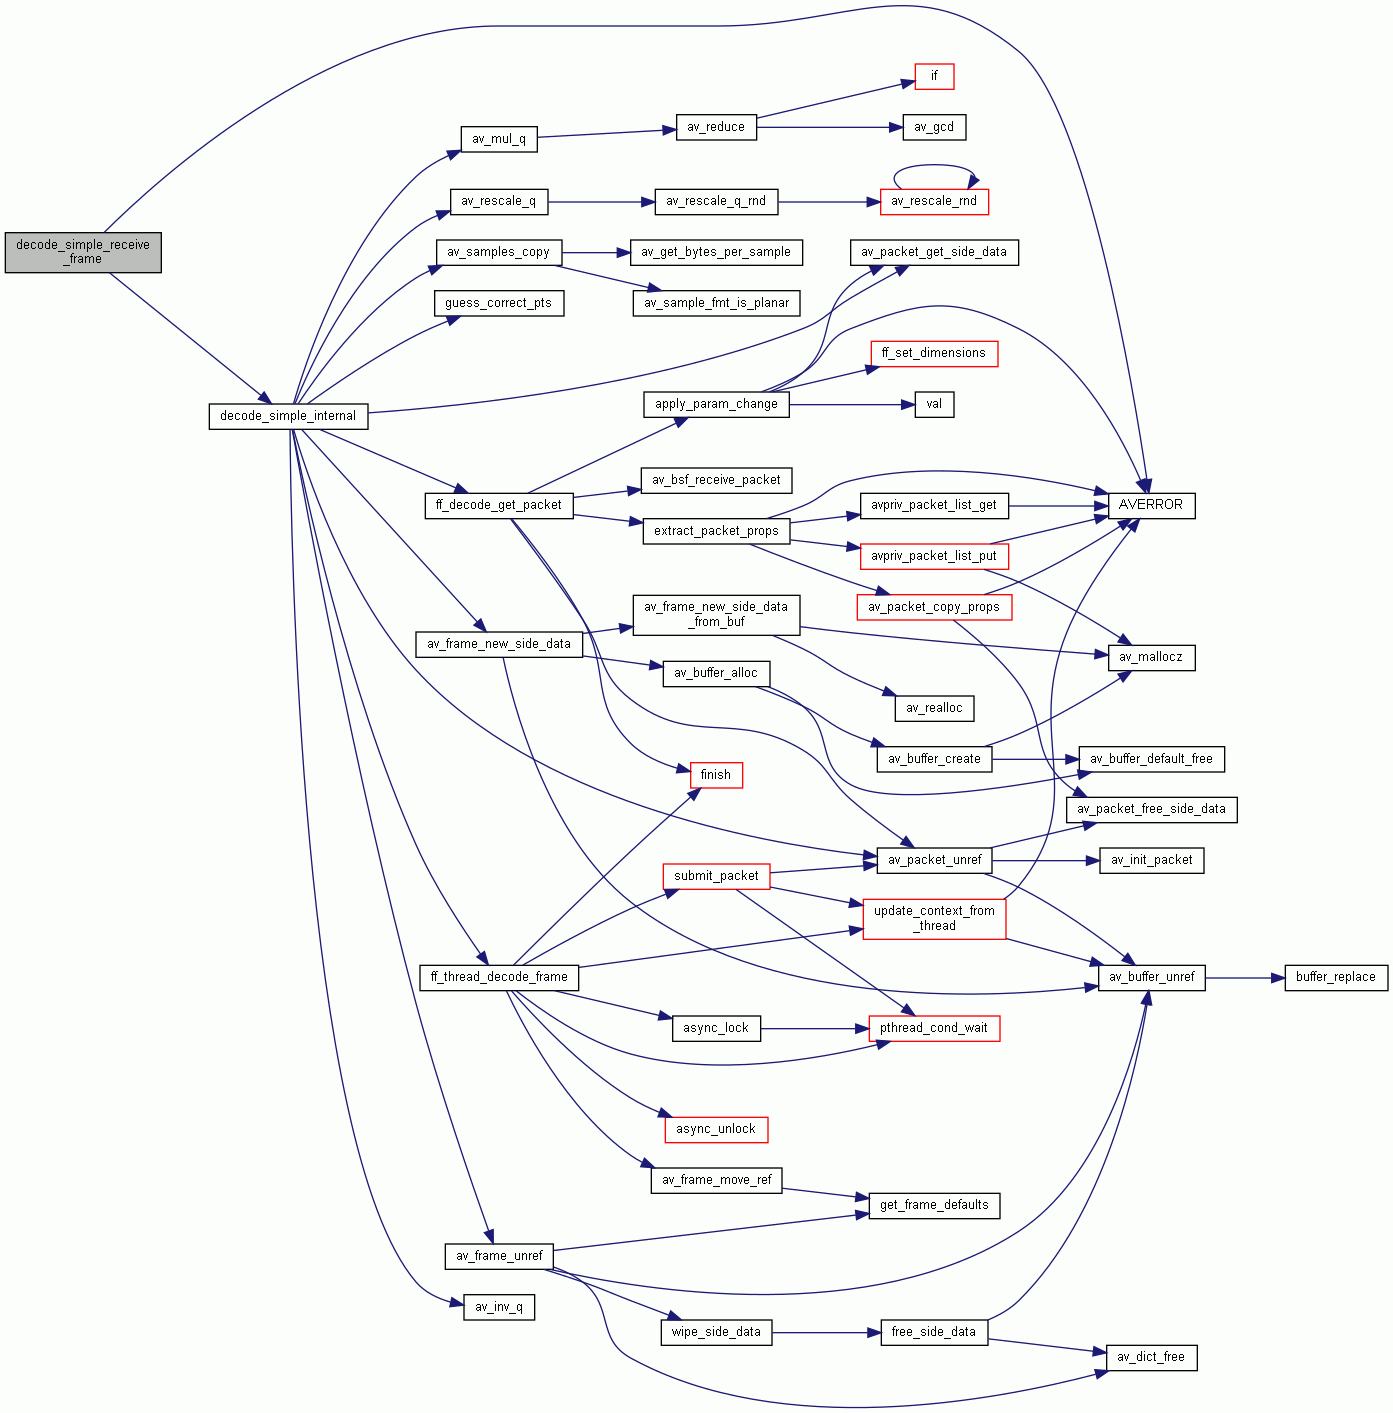 decode_simple_receive
_frame
decode_simple_internal
av_mul_q
av_rescale_q
av_samples_copy
guess_correct_pts
ff_decode_get_packet
av_frame_new_side_data
ff_thread_decode_frame
av_frame_unref
av_inv_q
av_reduce
av_rescale_q_rnd
av_get_bytes_per_sample
av_sample_fmt_is_planar
apply_param_change
av_bsf_receive_packet
extract_packet_props
av_frame_new_side_data
_from_buf
av_buffer_alloc
finish
submit_packet
async_lock
async_unlock
av_frame_move_ref
wipe_side_data
if
av_gcd
av_rescale_rnd
av_packet_get_side_data
ff_set_dimensions
val
avpriv_packet_list_get
avpriv_packet_list_put
av_packet_copy_props
av_realloc
av_buffer_create
av_packet_unref
update_context_from
_thread
pthread_cond_wait
get_frame_defaults
free_side_data
AVERROR
av_mallocz
av_buffer_default_free
av_packet_free_side_data
av_init_packet
av_buffer_unref
av_dict_free
buffer_replace